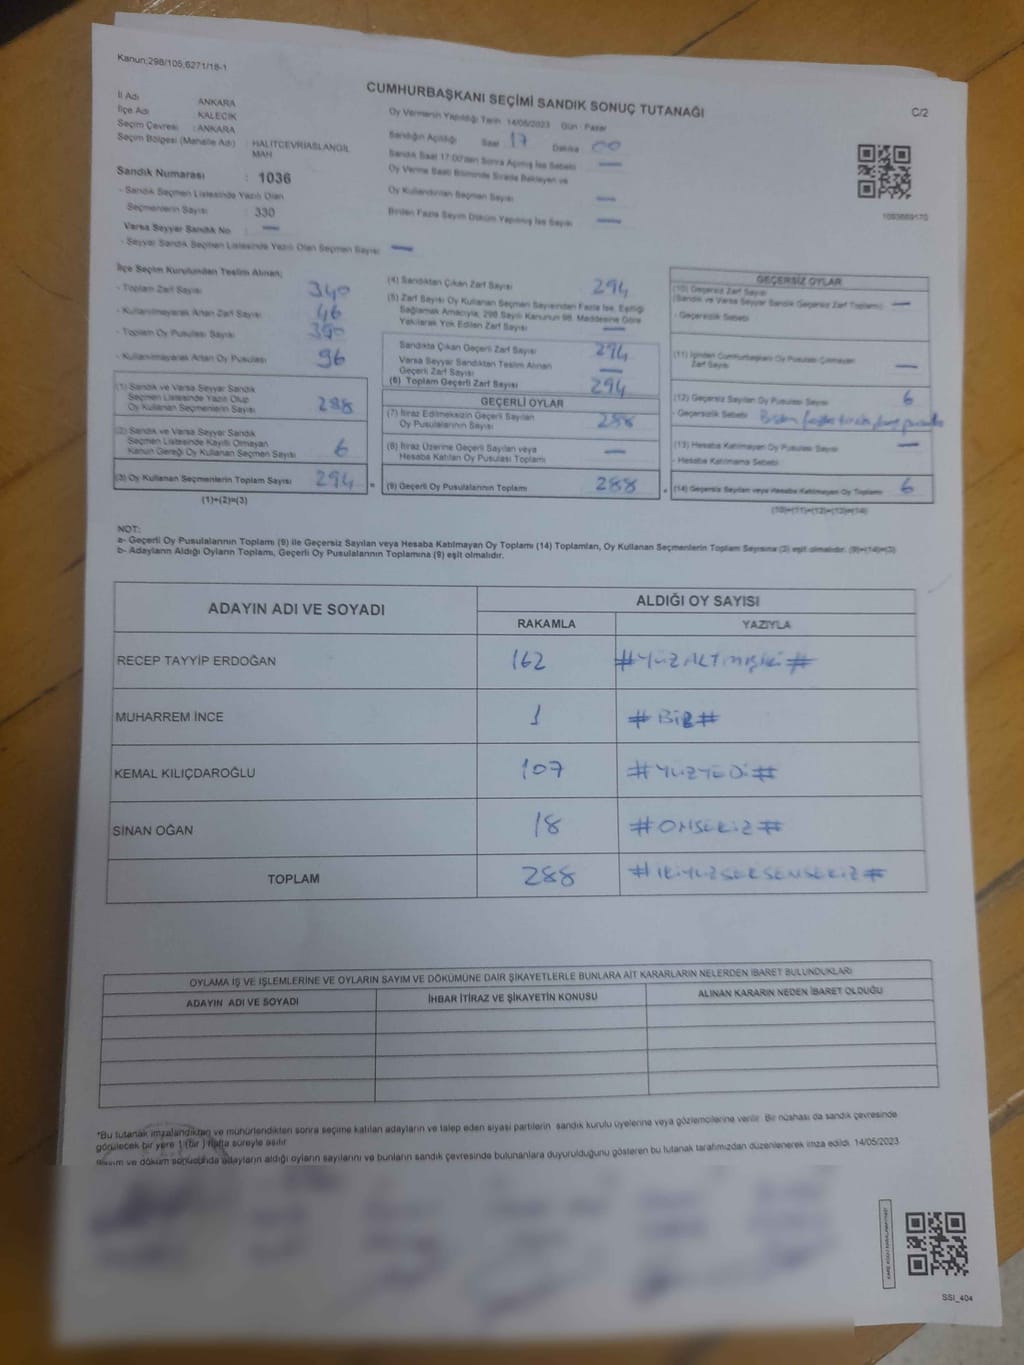 Kanun;298/105,6271/18-1
CUMHURBAŞKANI SEÇİMİ SANDIK SONUÇ TUTANAĞI
C/2
İl Adı ANKARA
İlçe Adı KALECİK
Seçim Çevresi : ANKARA
Seçim Bölgesi (Mahalle Adı) : HALITCEVRIASLANGIL MAH
Sandık Numarası : 1036
- Sandık Seçmen Listesinde Yazılı Olan
Seçmenlerin Sayısı : 330
Varsa Seyyar Sandık No —
- Seyyar Sandık Seçmen Listesinde Yazılı Olan Seçmen Sayısı —
Oy Vermenin Yapıldığı Tarih 14/05/2023 Gün : Pazar
Sandığın Açıldığı Saat 17 Dakika 00
Sandık Saat 17:00'den Sonra Açılmış İse Sebebi —
Oy Verme Saati Bitiminde Sırada Bekleyen ve
Oy Kullandırılan Seçmen Sayısı —
Birden Fazla Sayım Döküm Yapılmış İse Sayısı —
1093669170
İlçe Seçim Kurulundan Teslim Alınan;
- Toplam Zarf Sayısı 340
- Kullanılmayarak Artan Zarf Sayısı 46
- Toplam Oy Pusulası Sayısı 390
- Kullanılmayarak Artan Oy Pusulası 96
(1) Sandık ve Varsa Seyyar Sandık
Seçmen Listesinde Yazılı Olup
Oy Kullanan Seçmenlerin Sayısı 288
(2) Sandık ve Varsa Seyyar Sandık
Seçmen Listesinde Kayıtlı Olmayan
Kanun Gereği Oy Kullanan Seçmen Sayısı 6
(3) Oy Kullanan Seçmenlerin Toplam Sayısı 294 =
(1)+(2)=(3)
(4) Sandıktan Çıkan Zarf Sayısı 294
(5) Zarf Sayısı Oy Kullanan Seçmen Sayısından Fazla İse, Eşitliği
Sağlamak Amacıyla, 298 Sayılı Kanunun 98. Maddesine Göre
Yakılarak Yok Edilen Zarf Sayısı —
Sandıkta Çıkan Geçerli Zarf Sayısı 294
Varsa Seyyar Sandıktan Teslim Alınan
Geçerli Zarf Sayısı —
(6) Toplam Geçerli Zarf Sayısı 294
GEÇERLİ OYLAR
(7) İtiraz Edilmeksizin Geçerli Sayılan
Oy Pusulalarının Sayısı 288
(8) İtiraz Üzerine Geçerli Sayılan veya
Hesaba Katılan Oy Pusulası Toplamı —
(9) Geçerli Oy Pusulalarının Toplamı 288 +
GEÇERSİZ OYLAR
(10) Geçersiz Zarf Sayısı
(Sandık ve Varsa Seyyar Sandık Geçersiz Zarf Toplamı) —
- Geçersizlik Sebebi
(11) İçinden Cumhurbaşkanı Oy Pusulası Çıkmayan
Zarf Sayısı —
(12) Geçersiz Sayılan Oy Pusulası Sayısı 6
- Geçersizlik Sebebi
(13) Hesaba Katılmayan Oy Pusulası Sayısı —
- Hesaba Katılmama Sebebi
(14) Geçersiz Sayılan veya Hesaba Katılmayan Oy Toplamı 6
(10)+(11)+(12)+(13)=(14)
NOT:
a- Geçerli Oy Pusulalarının Toplamı (9) ile Geçersiz Sayılan veya Hesaba Katılmayan Oy Toplamı (14) Toplamları, Oy Kullanan Seçmenlerin Toplam Sayısına (3) eşit olmalıdır. (9)+(14)=(3)
b- Adayların Aldığı Oyların Toplamı, Geçerli Oy Pusulalarının Toplamına (9) eşit olmalıdır.
ADAYIN ADI VE SOYADI
ALDIĞI OY SAYISI
RAKAMLA YAZIYLA
RECEP TAYYİP ERDOĞAN 162 #YÜZALTMIŞİKİ#
MUHARREM İNCE 1 #BİR#
KEMAL KILIÇDAROĞLU 107 #YÜZYEDİ#
SİNAN OĞAN 18 #ONSEKİZ#
TOPLAM 288 #İKİYÜZSEKSENSEKİZ#
OYLAMA İŞ VE İŞLEMLERİNE VE OYLARIN SAYIM VE DÖKÜMÜNE DAİR ŞİKAYETLERLE BUNLARA AİT KARARLARIN NELERDEN İBARET BULUNDUKLARI
ADAYIN ADI VE SOYADI İHBAR İTİRAZ VE ŞİKAYETİN KONUSU ALINAN KARARIN NEDEN İBARET OLDUĞU
*Bu tutanak imzalandıktan ve mühürlendikten sonra seçime katılan adayların ve talep eden siyasi partilerin sandık kurulu üyelerine veya gözlemcilerine verilir. Bir nüshası da sandık çevresinde
görülecek bir yere 1 (bir ) hafta süreyle asılır.
Sayım ve döküm sonucunda adayların aldığı oyların sayılarını ve bunların sandık çevresinde bulunanlara duyurulduğunu gösteren bu tutanak tarafımızdan düzenlenerek imza edildi. 14/05/2023
SSI_404